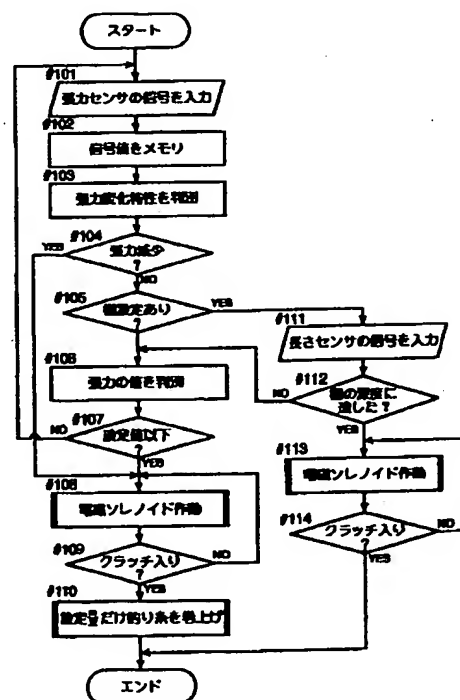 スタート
#101
張力センサの信号を入力
#102
信号値をメモリ
#103
張力変化特性を判別
#104
YES
張力減少
?
NO
#105
棚設定あり
?
YES
#111
長さセンサの信号を入力
#106
張力の値を判別
#112
NO
棚の深度に
達した?
YES
#107
NO
設定値以下
?
YES
#113
電磁ソレノイド作動
#108
電磁ソレノイド作動
#114
クラッチ入り
?
NO
YES
#109
クラッチ入り
?
NO
YES
#110
設定量だけ釣り糸を巻上げ
エンド